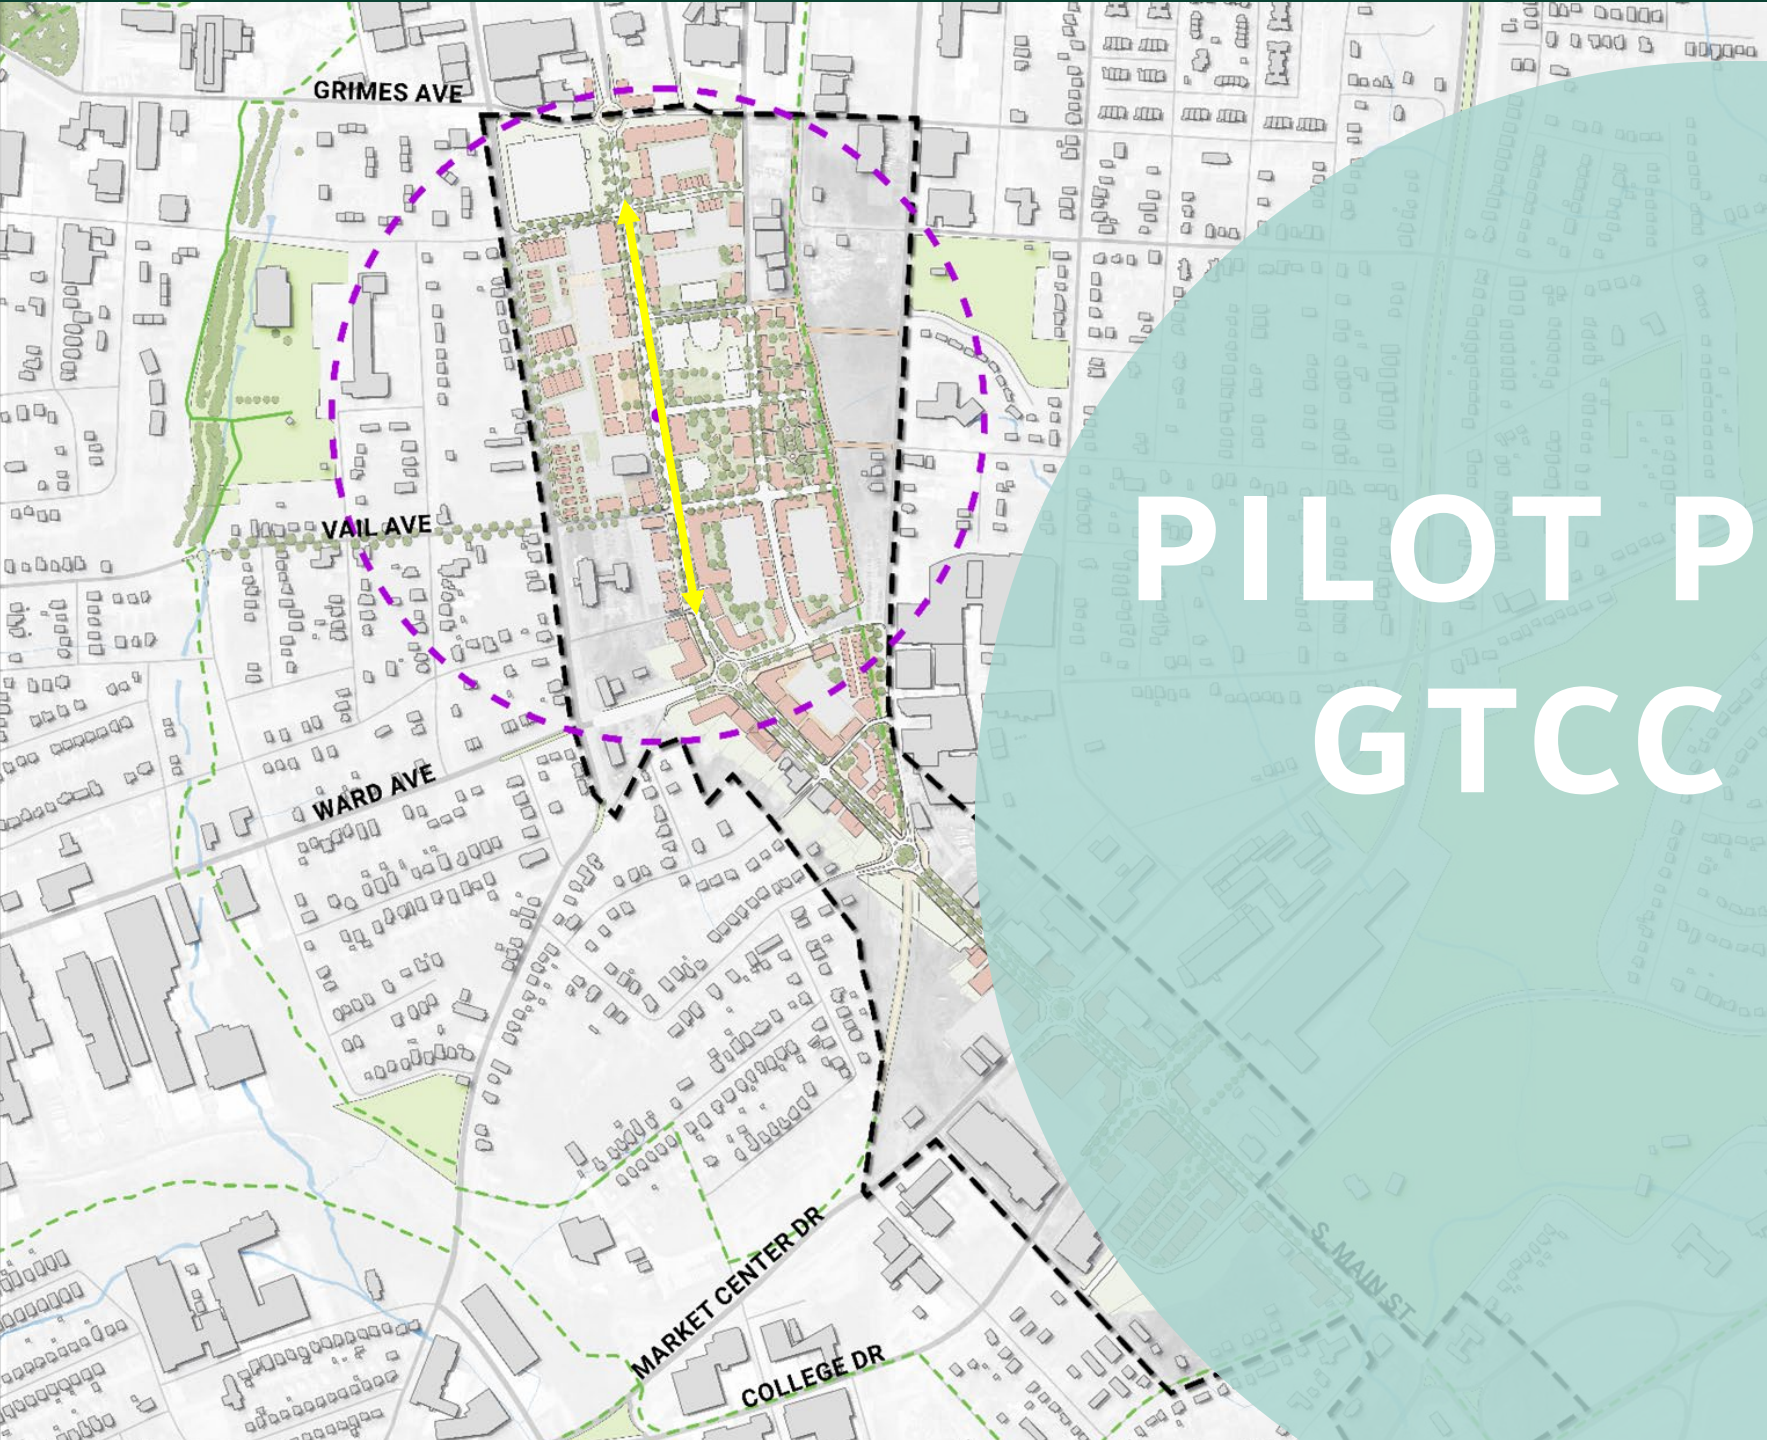 GRIMES AVE
VAIL AVE
PILOT P
GTCC
WARD AVE
MARKET CENTER DR
S. MAIN ST
COLLEGE DR